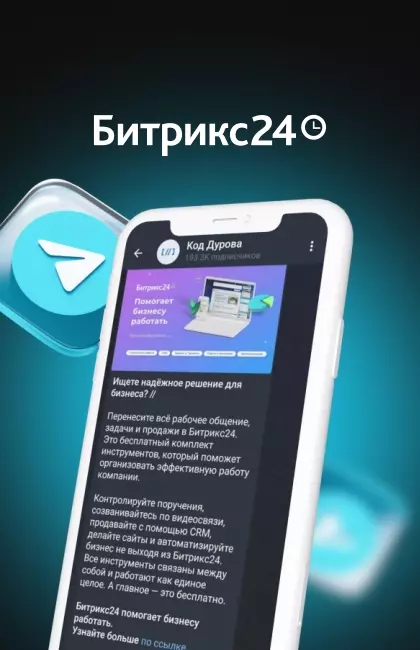 Битрикс24
Код Дурова
193.2K подписчиков
Битрикс24
Помогает
бизнесу
работать
Ищете надёжное решение для
бизнеса? //
Перенесите всё рабочее общение,
задачи и продажи в Битрикс24.
Это бесплатный комплект
инструментов, который поможет
организовать эффективную работу
компании.
Контролируйте поручения,
созванивайтесь по видеосвязи,
продавайте с помощью CRM,
делайте сайты и автоматизируйте
бизнес не выходя из Битрикс24.
Все инструменты связаны между
собой и работают как единое
целое. А главное — это бесплатно.
Битрикс24 помогает бизнесу
работать.
Узнайте больше по ссылке